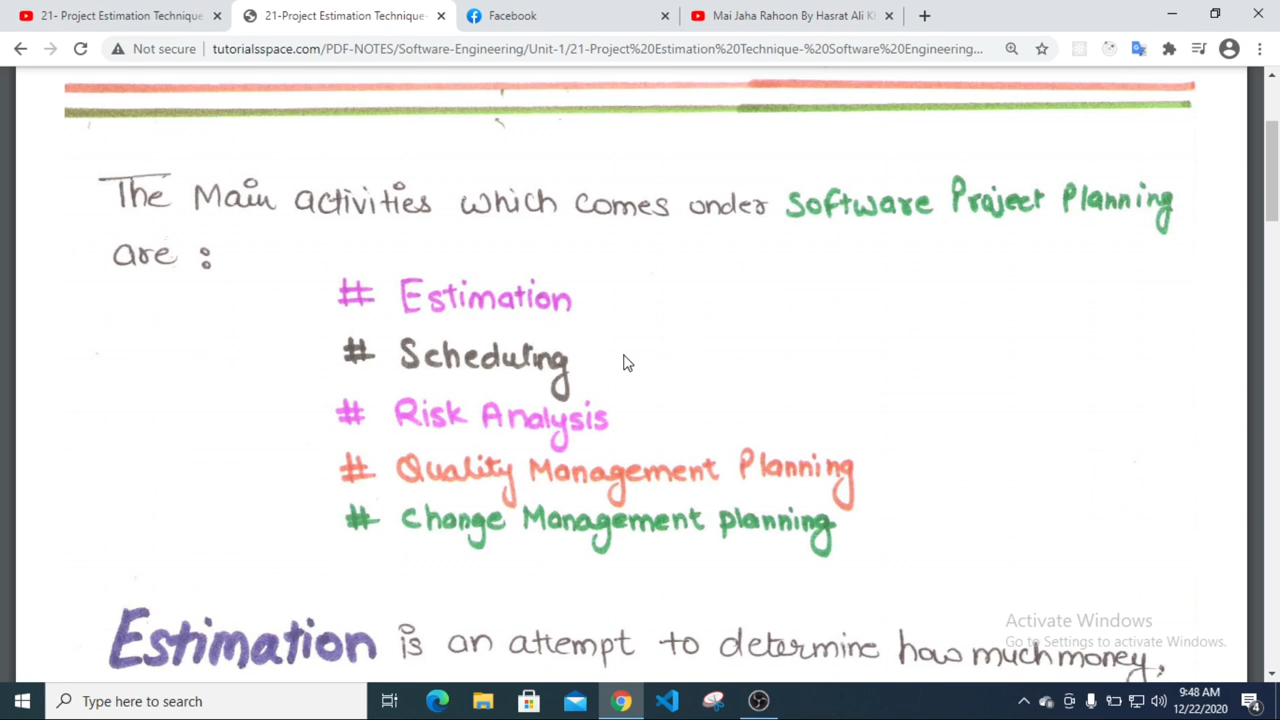 21- Project Estimation Technique
21-Project Estimation Technique-
Facebook
Mai Jaha Rahoon By Hasrat Ali K
Not secure
tutorialsspace.com/PDF-NOTES/Software-Engineering/Unit-1/21-Project%20Estimation%20Technique-%20Software%20Engineering...
The Main activities which comes under Software Project Planning
are :
# Estimation
# Scheduling
# Risk Analysis
# Quality Management Planning
# Change Management planning
Activate Windows
Go to Settings to activate Windows.
Estimation is an attempt to determine how much money,
Type here to search
9:48 AM
12/22/2020
4